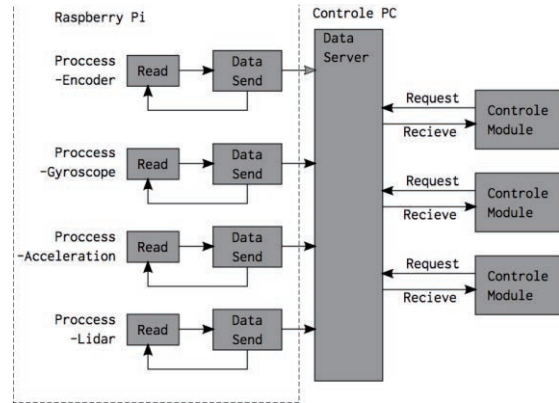 Raspberry Pi
Controle PC
Proccess
-Encoder
Read
Data
Send
Proccess
-Gyroscope
Read
Data
Send
Proccess
-Acceleration
Read
Data
Send
Proccess
-Lidar
Read
Data
Send
Data
Server
Request
Recieve
Controle
Module
Request
Recieve
Controle
Module
Request
Recieve
Controle
Module